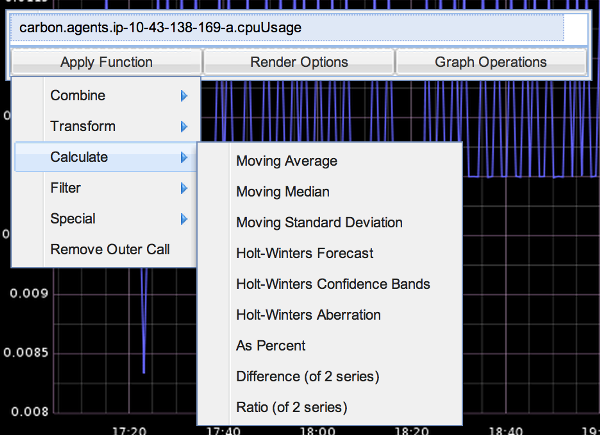 carbon.agents.ip-10-43-138-169-a.cpuUsage
Apply Function Render Options Graph Operations
Combine
Transform
Calculate
Filter
Special
Remove Outer Call
Moving Average
Moving Median
Moving Standard Deviation
Holt-Winters Forecast
Holt-Winters Confidence Bands
Holt-Winters Aberration
As Percent
Difference (of 2 series)
Ratio (of 2 series)
0.009
0.0085
0.008
17:20 17:40 18:00 18:20 18:40